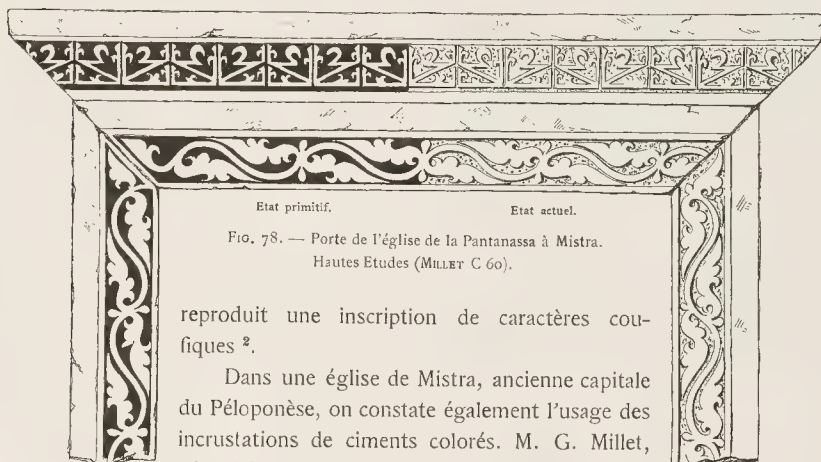 Etat primitif.
Etat actuel.
FIG. 78. — Porte de l'église de la Pantanassa à Mistra.
Hautes Etudes (MILLET C 60).
reproduit une inscription de caractères cou-
fiques ².
Dans une église de Mistra, ancienne capitale
du Péloponèse, on constate également l'usage des
incrustations de ciments colorés. M. G. Millet,